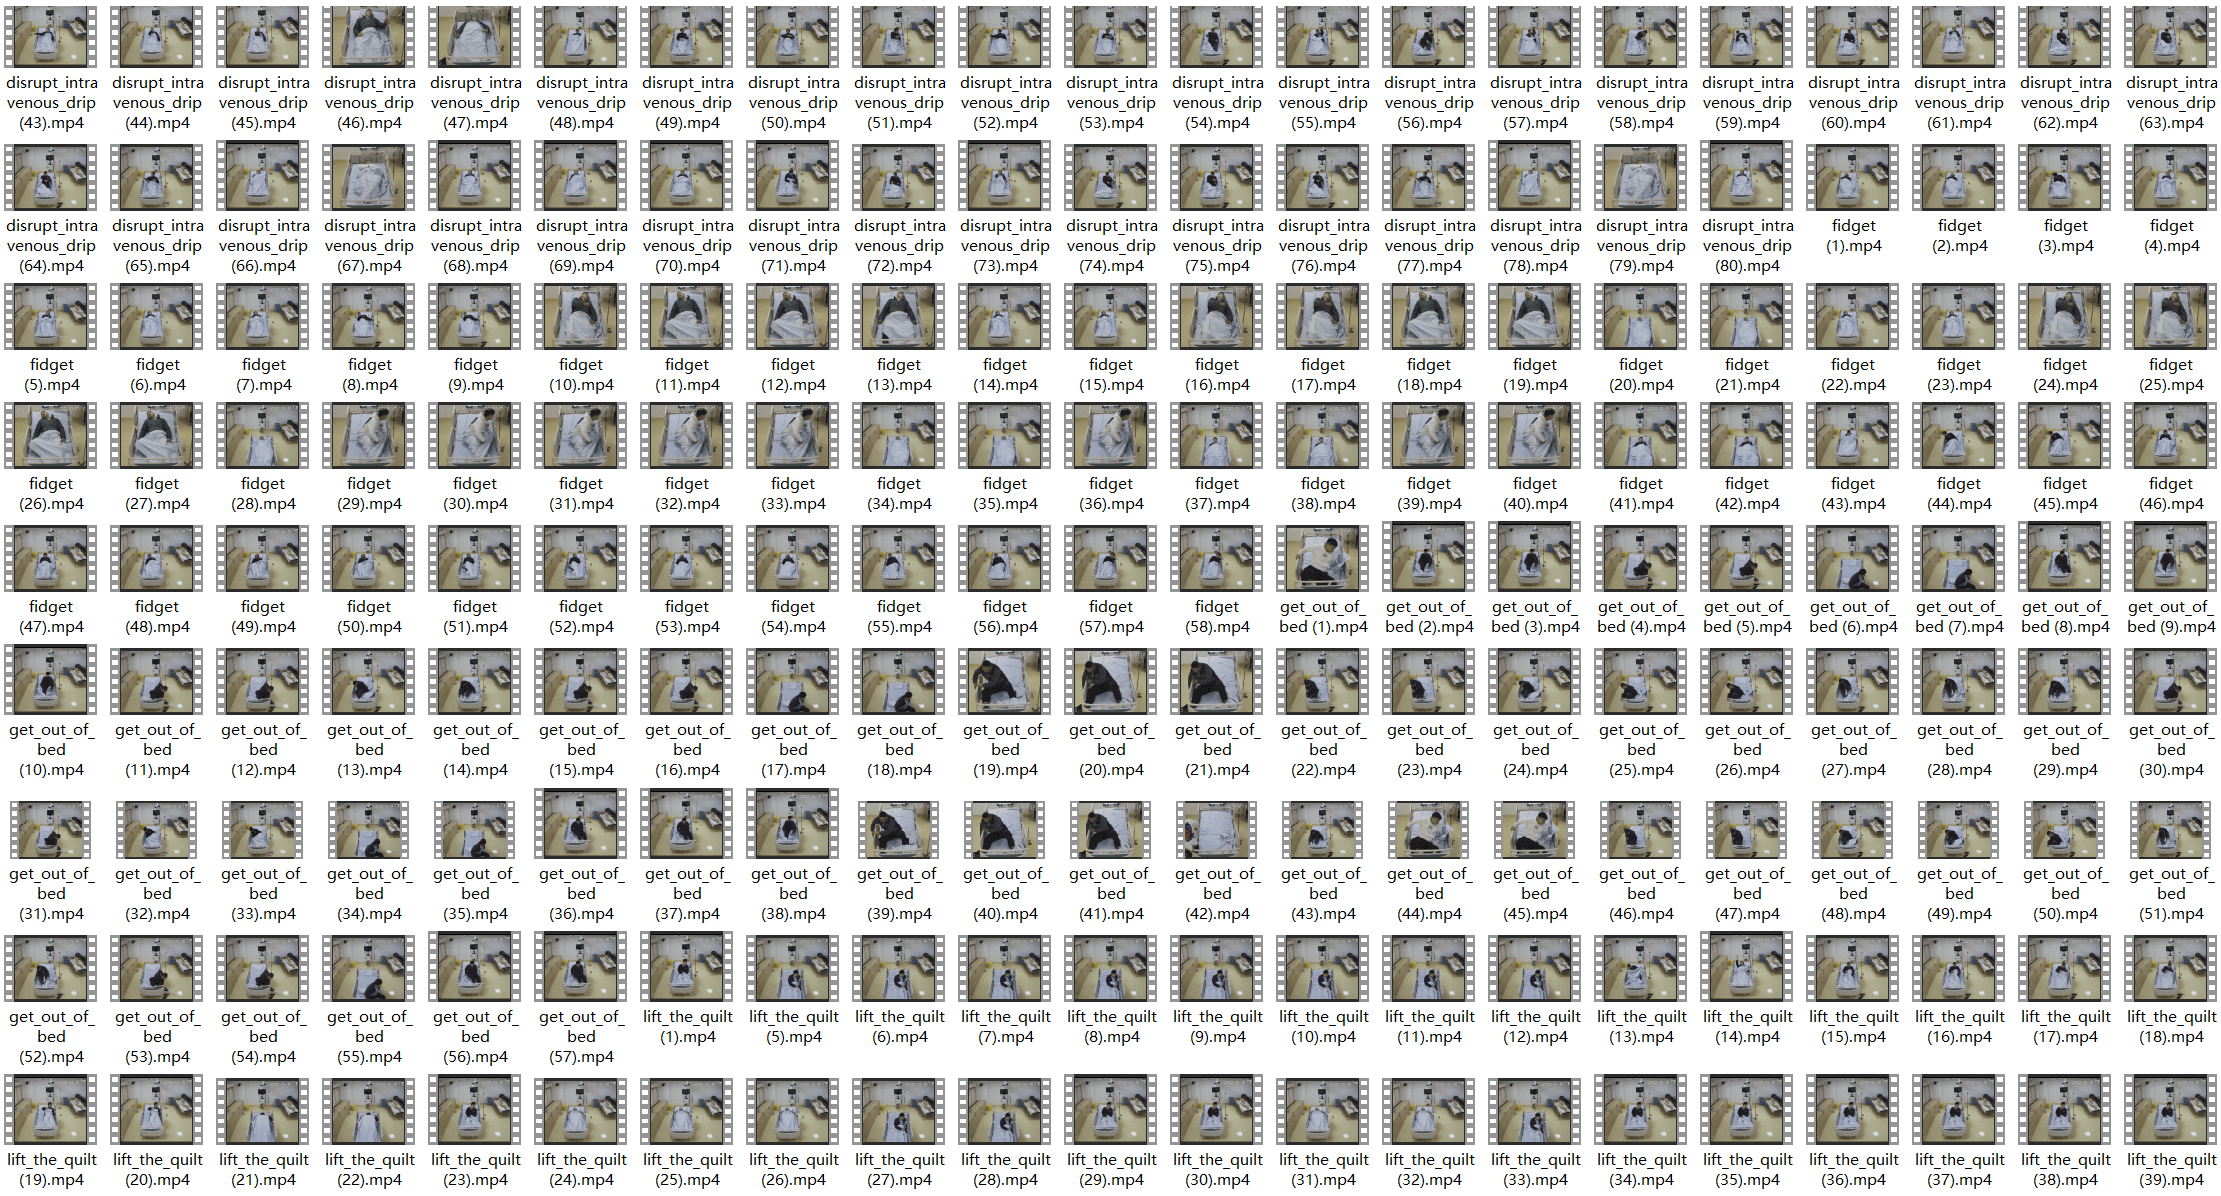 disrupt_intra
venous_drip
(43).mp4
disrupt_intra
venous_drip
(44).mp4
disrupt_intra
venous_drip
(45).mp4
disrupt_intra
venous_drip
(46).mp4
disrupt_intra
venous_drip
(47).mp4
disrupt_intra
venous_drip
(48).mp4
disrupt_intra
venous_drip
(49).mp4
disrupt_intra
venous_drip
(50).mp4
disrupt_intra
venous_drip
(51).mp4
disrupt_intra
venous_drip
(52).mp4
disrupt_intra
venous_drip
(53).mp4
disrupt_intra
venous_drip
(54).mp4
disrupt_intra
venous_drip
(55).mp4
disrupt_intra
venous_drip
(56).mp4
disrupt_intra
venous_drip
(57).mp4
disrupt_intra
venous_drip
(58).mp4
disrupt_intra
venous_drip
(59).mp4
disrupt_intra
venous_drip
(60).mp4
disrupt_intra
venous_drip
(61).mp4
disrupt_intra
venous_drip
(62).mp4
disrupt_intra
venous_drip
(63).mp4
disrupt_intra
venous_drip
(64).mp4
disrupt_intra
venous_drip
(65).mp4
disrupt_intra
venous_drip
(66).mp4
disrupt_intra
venous_drip
(67).mp4
disrupt_intra
venous_drip
(68).mp4
disrupt_intra
venous_drip
(69).mp4
disrupt_intra
venous_drip
(70).mp4
disrupt_intra
venous_drip
(71).mp4
disrupt_intra
venous_drip
(72).mp4
disrupt_intra
venous_drip
(73).mp4
disrupt_intra
venous_drip
(74).mp4
disrupt_intra
venous_drip
(75).mp4
disrupt_intra
venous_drip
(76).mp4
disrupt_intra
venous_drip
(77).mp4
disrupt_intra
venous_drip
(78).mp4
disrupt_intra
venous_drip
(79).mp4
disrupt_intra
venous_drip
(80).mp4
fidget
(1).mp4
fidget
(2).mp4
fidget
(3).mp4
fidget
(4).mp4
fidget
(5).mp4
fidget
(6).mp4
fidget
(7).mp4
fidget
(8).mp4
fidget
(9).mp4
fidget
(10).mp4
fidget
(11).mp4
fidget
(12).mp4
fidget
(13).mp4
fidget
(14).mp4
fidget
(15).mp4
fidget
(16).mp4
fidget
(17).mp4
fidget
(18).mp4
fidget
(19).mp4
fidget
(20).mp4
fidget
(21).mp4
fidget
(22).mp4
fidget
(23).mp4
fidget
(24).mp4
fidget
(25).mp4
fidget
(26).mp4
fidget
(27).mp4
fidget
(28).mp4
fidget
(29).mp4
fidget
(30).mp4
fidget
(31).mp4
fidget
(32).mp4
fidget
(33).mp4
fidget
(34).mp4
fidget
(35).mp4
fidget
(36).mp4
fidget
(37).mp4
fidget
(38).mp4
fidget
(39).mp4
fidget
(40).mp4
fidget
(41).mp4
fidget
(42).mp4
fidget
(43).mp4
fidget
(44).mp4
fidget
(45).mp4
fidget
(46).mp4
fidget
(47).mp4
fidget
(48).mp4
fidget
(49).mp4
fidget
(50).mp4
fidget
(51).mp4
fidget
(52).mp4
fidget
(53).mp4
fidget
(54).mp4
fidget
(55).mp4
fidget
(56).mp4
fidget
(57).mp4
fidget
(58).mp4
get_out_of_
bed (1).mp4
get_out_of_
bed (2).mp4
get_out_of_
bed (3).mp4
get_out_of_
bed (4).mp4
get_out_of_
bed (5).mp4
get_out_of_
bed (6).mp4
get_out_of_
bed (7).mp4
get_out_of_
bed (8).mp4
get_out_of_
bed (9).mp4
get_out_of_
bed
(10).mp4
get_out_of_
bed
(11).mp4
get_out_of_
bed
(12).mp4
get_out_of_
bed
(13).mp4
get_out_of_
bed
(14).mp4
get_out_of_
bed
(15).mp4
get_out_of_
bed
(16).mp4
get_out_of_
bed
(17).mp4
get_out_of_
bed
(18).mp4
get_out_of_
bed
(19).mp4
get_out_of_
bed
(20).mp4
get_out_of_
bed
(21).mp4
get_out_of_
bed
(22).mp4
get_out_of_
bed
(23).mp4
get_out_of_
bed
(24).mp4
get_out_of_
bed
(25).mp4
get_out_of_
bed
(26).mp4
get_out_of_
bed
(27).mp4
get_out_of_
bed
(28).mp4
get_out_of_
bed
(29).mp4
get_out_of_
bed
(30).mp4
get_out_of_
bed
(31).mp4
get_out_of_
bed
(32).mp4
get_out_of_
bed
(33).mp4
get_out_of_
bed
(34).mp4
get_out_of_
bed
(35).mp4
get_out_of_
bed
(36).mp4
get_out_of_
bed
(37).mp4
get_out_of_
bed
(38).mp4
get_out_of_
bed
(39).mp4
get_out_of_
bed
(40).mp4
get_out_of_
bed
(41).mp4
get_out_of_
bed
(42).mp4
get_out_of_
bed
(43).mp4
get_out_of_
bed
(44).mp4
get_out_of_
bed
(45).mp4
get_out_of_
bed
(46).mp4
get_out_of_
bed
(47).mp4
get_out_of_
bed
(48).mp4
get_out_of_
bed
(49).mp4
get_out_of_
bed
(50).mp4
get_out_of_
bed
(51).mp4
get_out_of_
bed
(52).mp4
get_out_of_
bed
(53).mp4
get_out_of_
bed
(54).mp4
get_out_of_
bed
(55).mp4
get_out_of_
bed
(56).mp4
get_out_of_
bed
(57).mp4
lift_the_quilt
(1).mp4
lift_the_quilt
(5).mp4
lift_the_quilt
(6).mp4
lift_the_quilt
(7).mp4
lift_the_quilt
(8).mp4
lift_the_quilt
(9).mp4
lift_the_quilt
(10).mp4
lift_the_quilt
(11).mp4
lift_the_quilt
(12).mp4
lift_the_quilt
(13).mp4
lift_the_quilt
(14).mp4
lift_the_quilt
(15).mp4
lift_the_quilt
(16).mp4
lift_the_quilt
(17).mp4
lift_the_quilt
(18).mp4
lift_the_quilt
(19).mp4
lift_the_quilt
(20).mp4
lift_the_quilt
(21).mp4
lift_the_quilt
(22).mp4
lift_the_quilt
(23).mp4
lift_the_quilt
(24).mp4
lift_the_quilt
(25).mp4
lift_the_quilt
(26).mp4
lift_the_quilt
(27).mp4
lift_the_quilt
(28).mp4
lift_the_quilt
(29).mp4
lift_the_quilt
(30).mp4
lift_the_quilt
(31).mp4
lift_the_quilt
(32).mp4
lift_the_quilt
(33).mp4
lift_the_quilt
(34).mp4
lift_the_quilt
(35).mp4
lift_the_quilt
(36).mp4
lift_the_quilt
(37).mp4
lift_the_quilt
(38).mp4
lift_the_quilt
(39).mp4